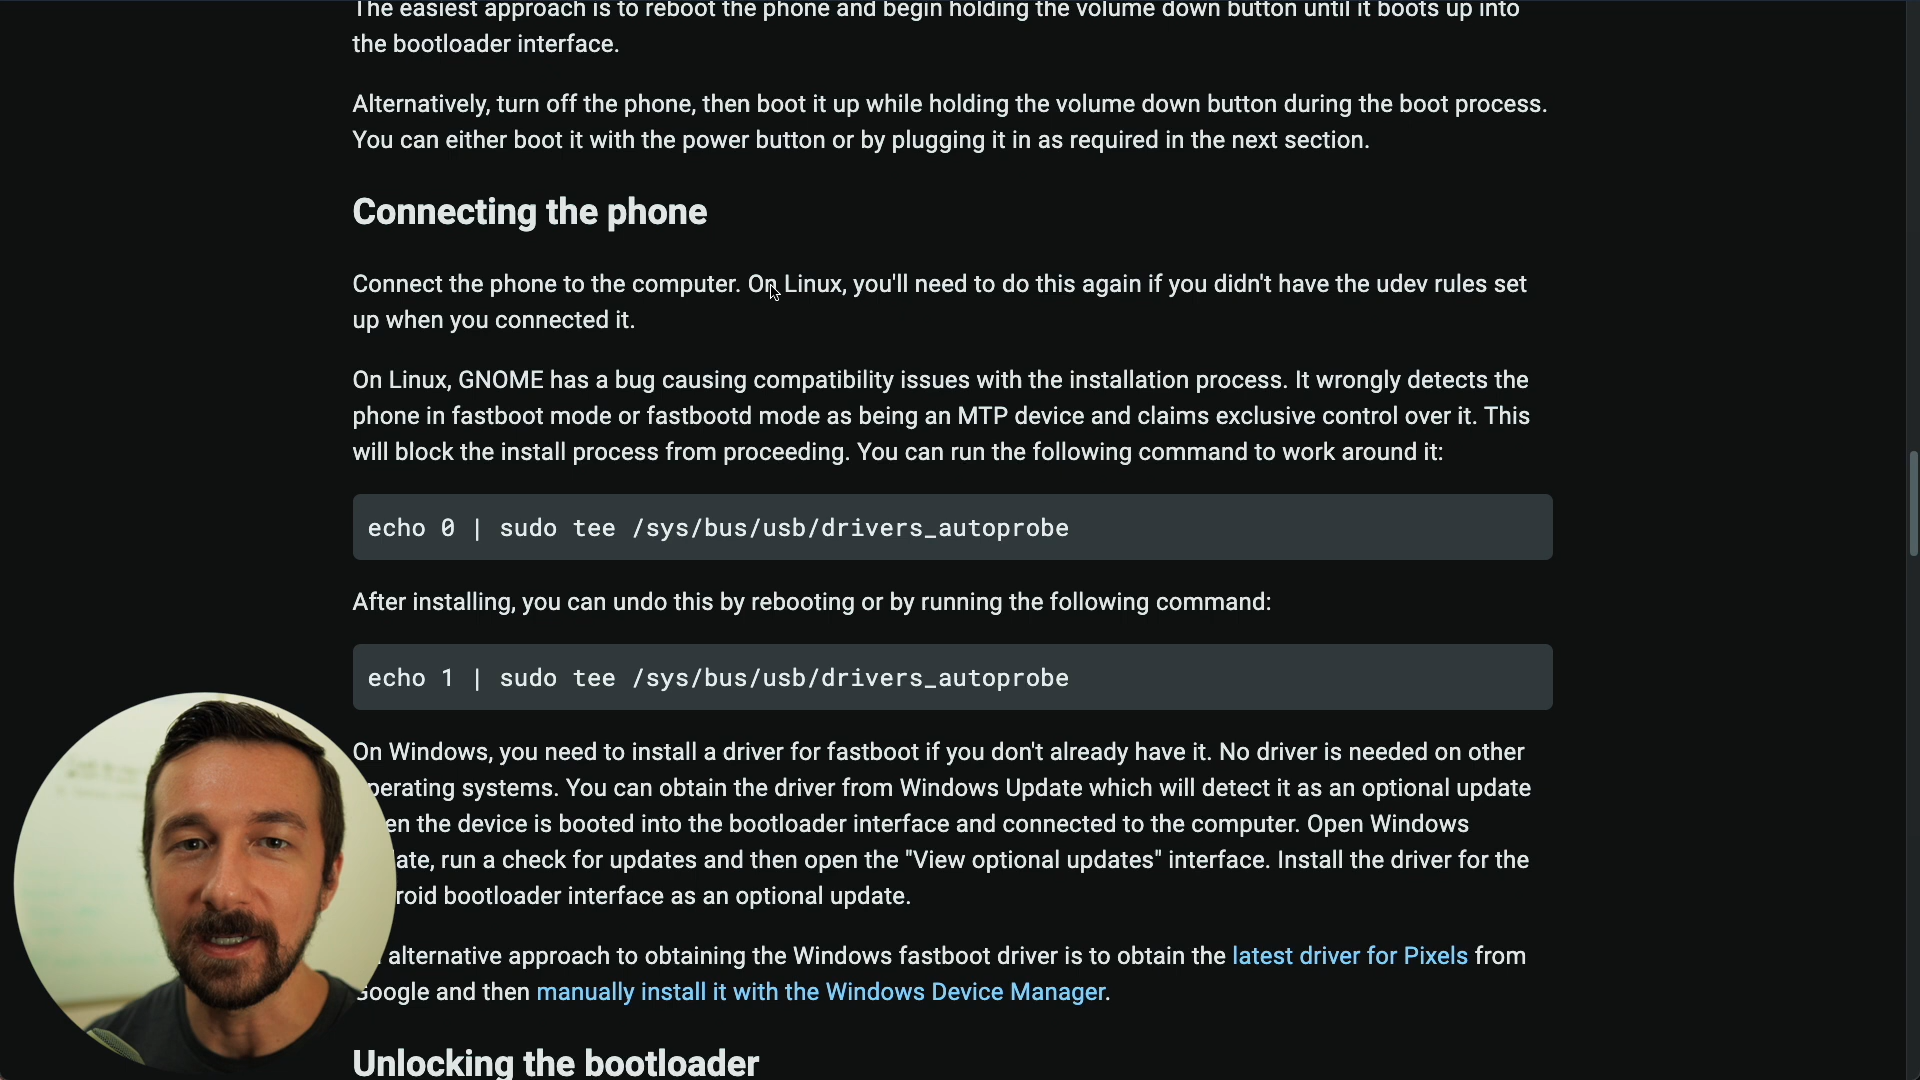 The easiest approach is to reboot the phone and begin holding the volume down button until it boots up into
the bootloader interface.
Alternatively, turn off the phone, then boot it up while holding the volume down button during the boot process.
You can either boot it with the power button or by plugging it in as required in the next section.
Connecting the phone
Connect the phone to the computer. On Linux, you'll need to do this again if you didn't have the udev rules set
up when you connected it.
On Linux, GNOME has a bug causing compatibility issues with the installation process. It wrongly detects the
phone in fastboot mode or fastbootd mode as being an MTP device and claims exclusive control over it. This
will block the install process from proceeding. You can run the following command to work around it:
echo 0 | sudo tee /sys/bus/usb/drivers_autoprobe
After installing, you can undo this by rebooting or by running the following command:
echo 1 | sudo tee /sys/bus/usb/drivers_autoprobe
On Windows, you need to install a driver for fastboot if you don't already have it. No driver is needed on other
perating systems. You can obtain the driver from Windows Update which will detect it as an optional update
en the device is booted into the bootloader interface and connected to the computer. Open Windows
ate, run a check for updates and then open the "View optional updates" interface. Install the driver for the
roid bootloader interface as an optional update.
alternative approach to obtaining the Windows fastboot driver is to obtain the latest driver for Pixels from
Google and then manually install it with the Windows Device Manager.
Unlocking the bootloader